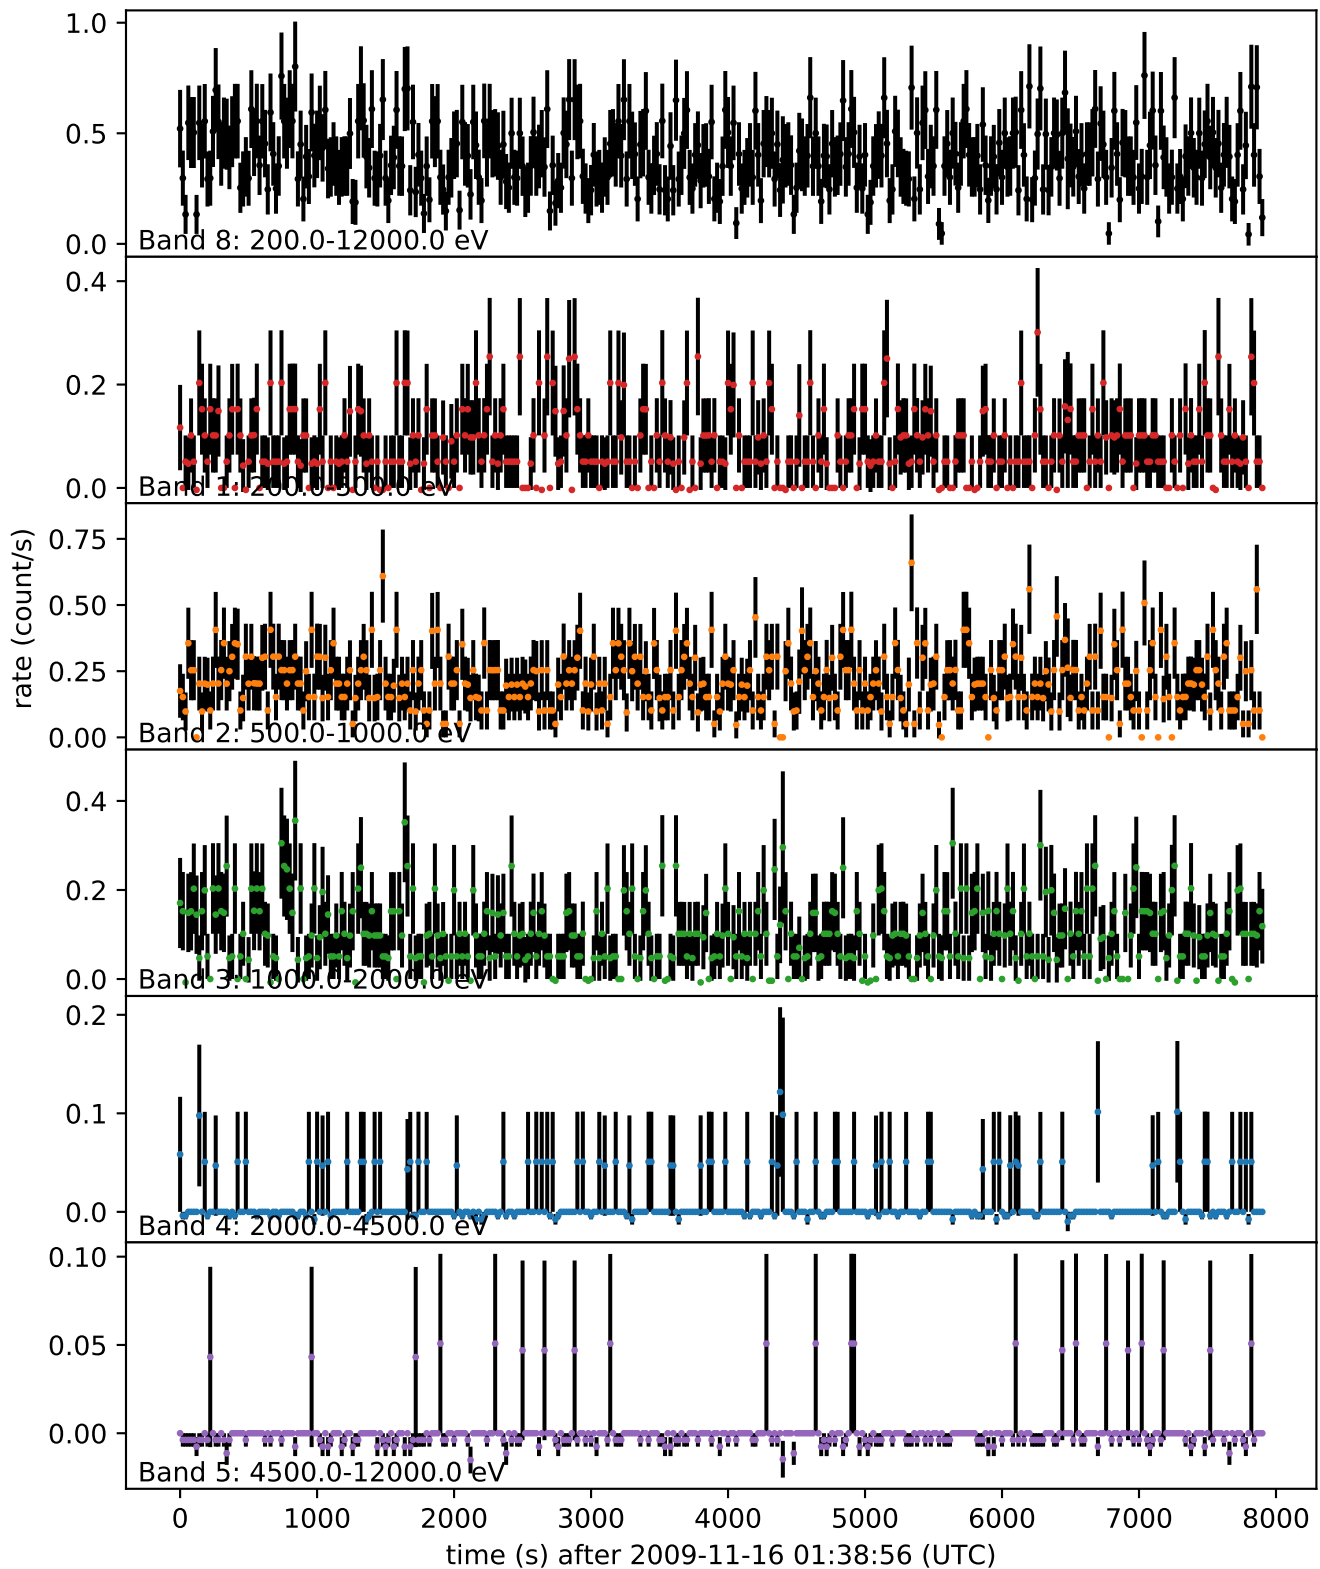 1.0
0.5
0.0
Band 8: 200.0-12000.0 eV
0.4
0.2
0.0
Band 1: 200.0-500.0 eV
0.75
0.50
0.25
0.00
Band 2: 500.0-1000.0 eV
rate (count/s)
0.4
0.2
0.0
Band 3: 1000.0-2000.0 eV
0.2
0.1
0.0
Band 4: 2000.0-4500.0 eV
0.10
0.05
0.00
Band 5: 4500.0-12000.0 eV
0 1000 2000 3000 4000 5000 6000 7000 8000
time (s) after 2009-11-16 01:38:56 (UTC)